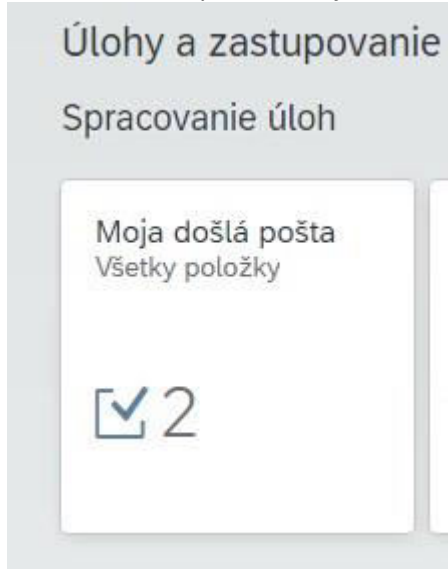 Úlohy a zastupovanie
Spracovanie úloh
Moja došlá pošta
Všetky položky
2